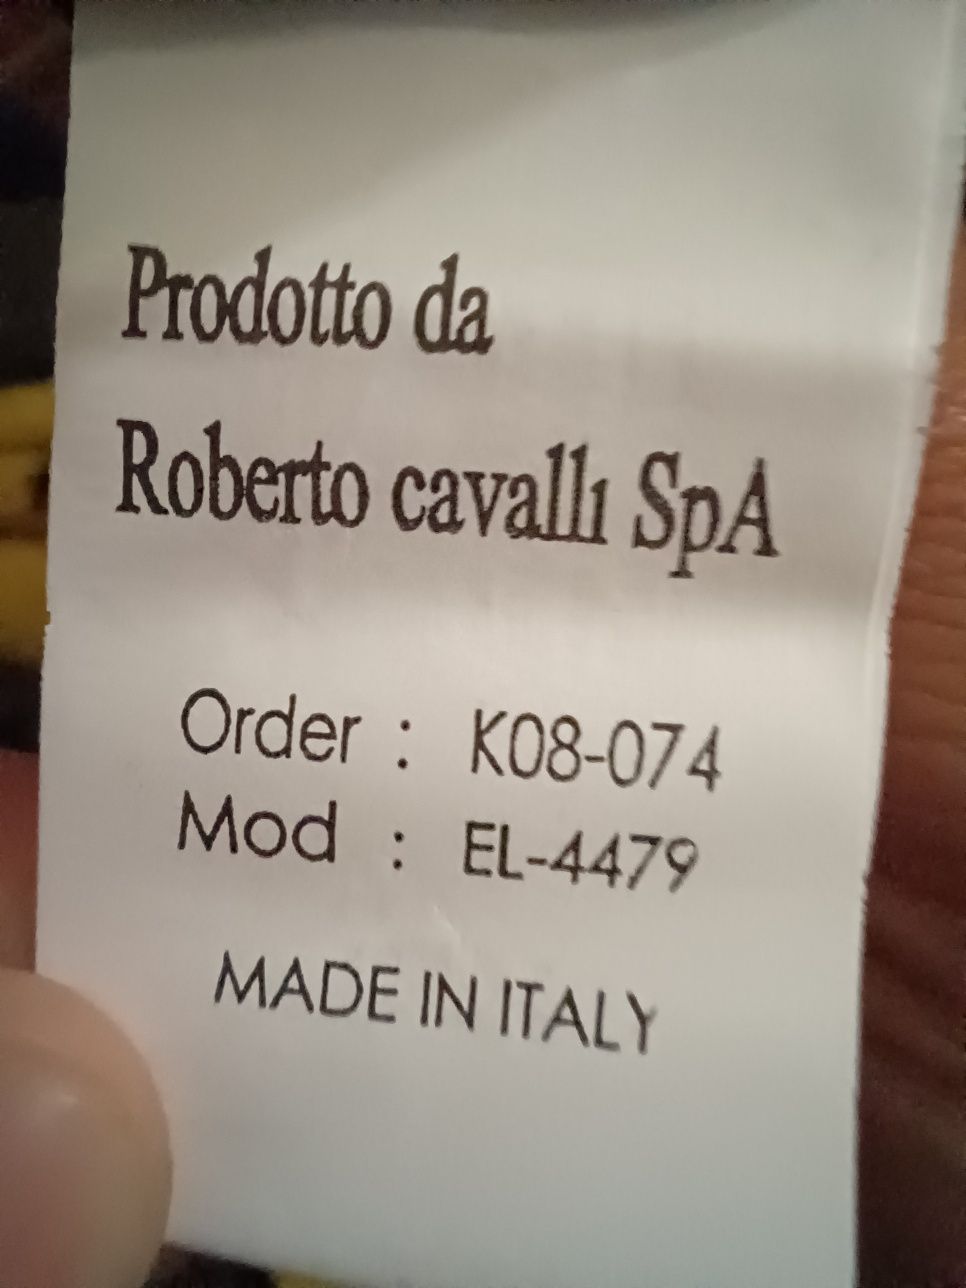 Prodotto da
Roberto cavallı SpA
Order : K08-074
Mod : EL-4479
MADE IN ITALY